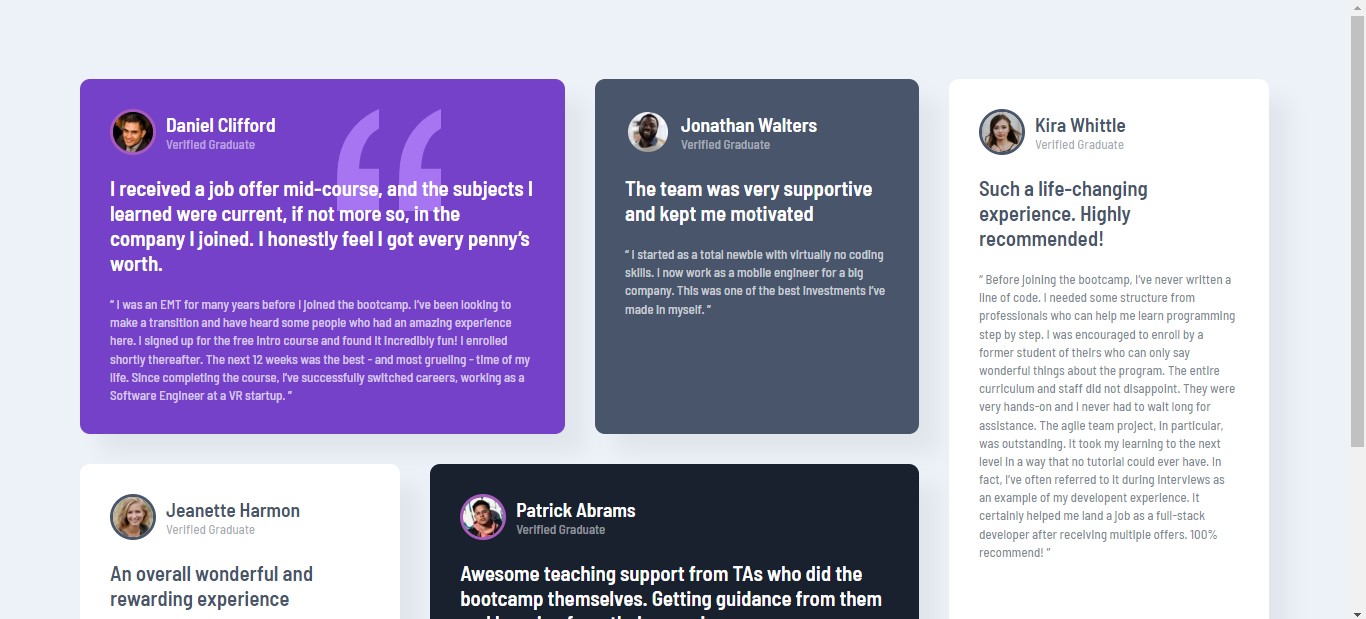 Daniel Clifford
Verified Graduate
I received a job offer mid-course, and the subjects I
learned were current, if not more so, in the
company I joined. I honestly feel I got every penny’s
worth.
“ I was an EMT for many years before I joined the bootcamp. I’ve been looking to
make a transition and have heard some people who had an amazing experience
here. I signed up for the free intro course and found it incredibly fun! I enrolled
shortly thereafter. The next 12 weeks was the best - and most grueling - time of my
life. Since completing the course, I’ve successfully switched careers, working as a
Software Engineer at a VR startup. ”
Jonathan Walters
Verified Graduate
The team was very supportive
and kept me motivated
“ I started as a total newbie with virtually no coding
skills. I now work as a mobile engineer for a big
company. This was one of the best investments I’ve
made in myself. ”
Kira Whittle
Verified Graduate
Such a life-changing
experience. Highly
recommended!
“ Before joining the bootcamp, I’ve never written a
line of code. I needed some structure from
professionals who can help me learn programming
step by step. I was encouraged to enroll by a
former student of theirs who can only say
wonderful things about the program. The entire
curriculum and staff did not disappoint. They were
very hands-on and I never had to wait long for
assistance. The agile team project, in particular,
was outstanding. It took my learning to the next
level in a way that no tutorial could ever have. In
fact, I’ve often referred to it during interviews as
an example of my developent experience. It
certainly helped me land a job as a full-stack
developer after receiving multiple offers. 100%
recommend! ”
Jeanette Harmon
Verified Graduate
An overall wonderful and
rewarding experience
Patrick Abrams
Verified Graduate
Awesome teaching support from TAs who did the
bootcamp themselves. Getting guidance from them